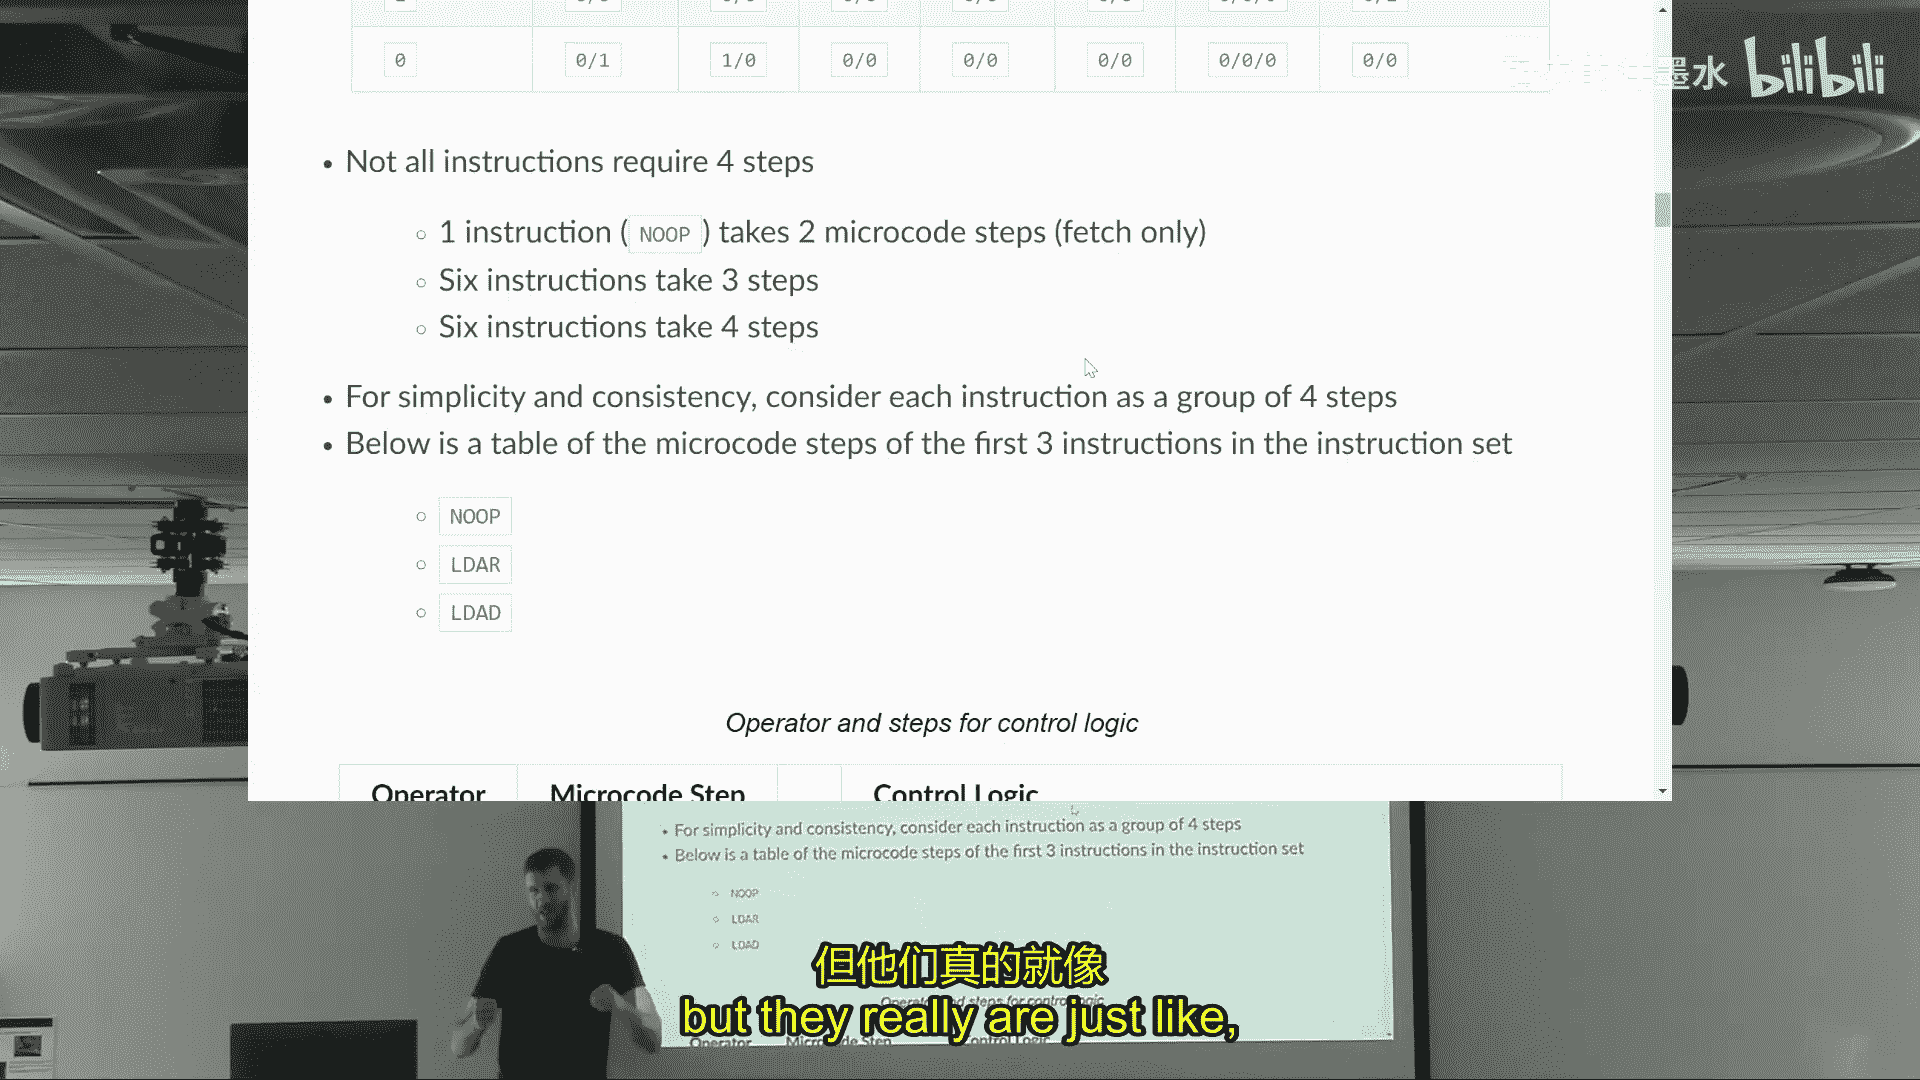 0 0/1 1/0 0/0 0/0 0/0 0/0/0 0/0
墨水 bilibili
Not all instructions require 4 steps
1 instruction ( NOOP ) takes 2 microcode steps (fetch only)
Six instructions take 3 steps
Six instructions take 4 steps
For simplicity and consistency, consider each instruction as a group of 4 steps
Below is a table of the microcode steps of the first 3 instructions in the instruction set
NOOP
LDAR
LDAD
Operator and steps for control logic
Operator Microcode Step Control Logic
For simplicity and consistency, consider each instruction as a group of 4 steps
Below is a table of the microcode steps of the first 3 instructions in the instruction set
NOOP
LDAR
LDAD
但他们真的就像
but they really are just like,